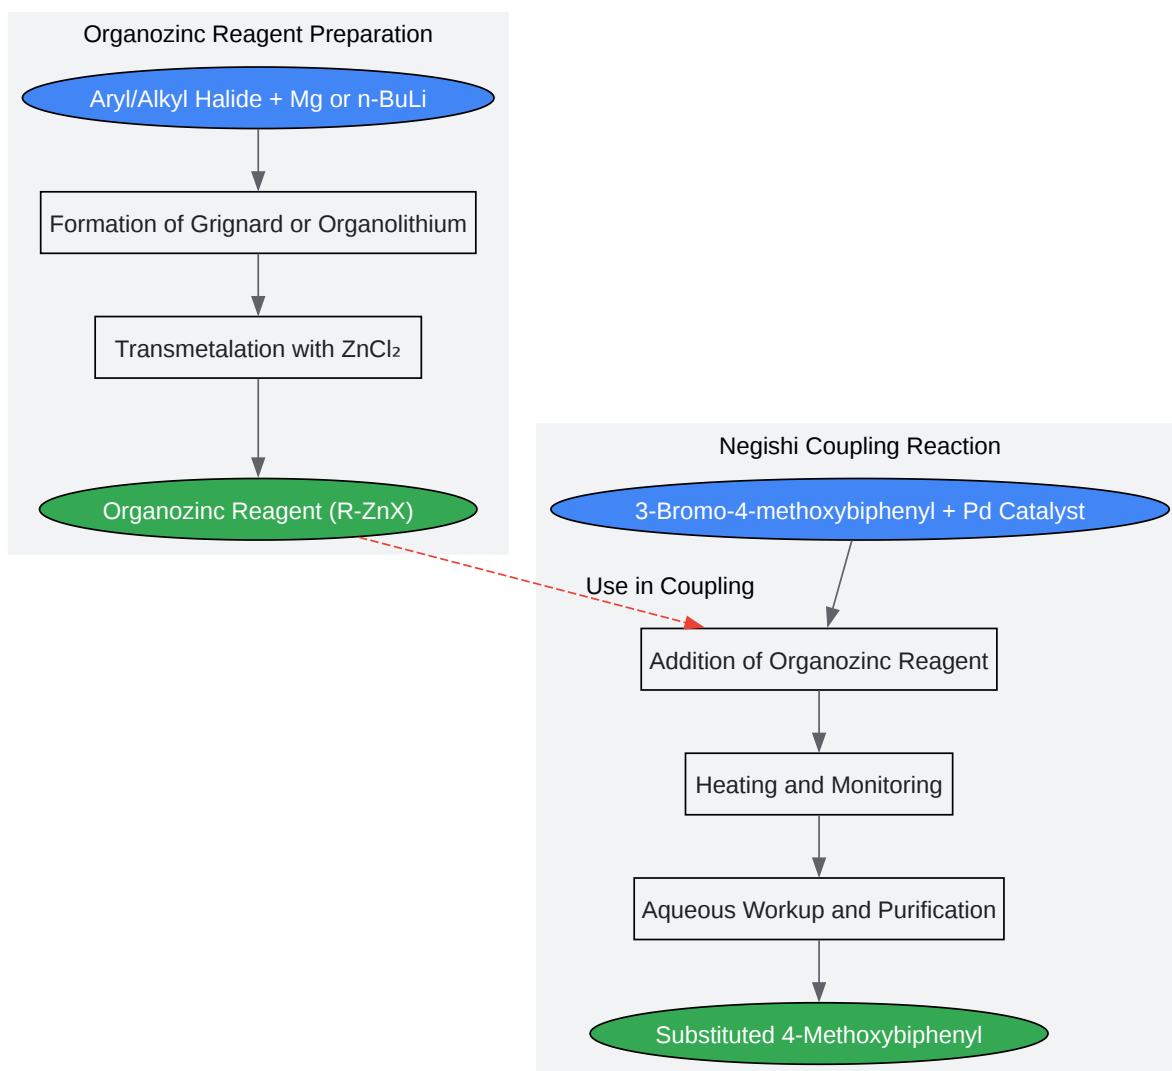 Organozinc Reagent Preparation
Aryl/Alkyl Halide + Mg or n-BuLi
Formation of Grignard or Organolithium
Transmetalation with ZnCl₂
Organozinc Reagent (R-ZnX)
Use in Coupling
Negishi Coupling Reaction
3-Bromo-4-methoxybiphenyl + Pd Catalyst
Addition of Organozinc Reagent
Heating and Monitoring
Aqueous Workup and Purification
Substituted 4-Methoxybiphenyl